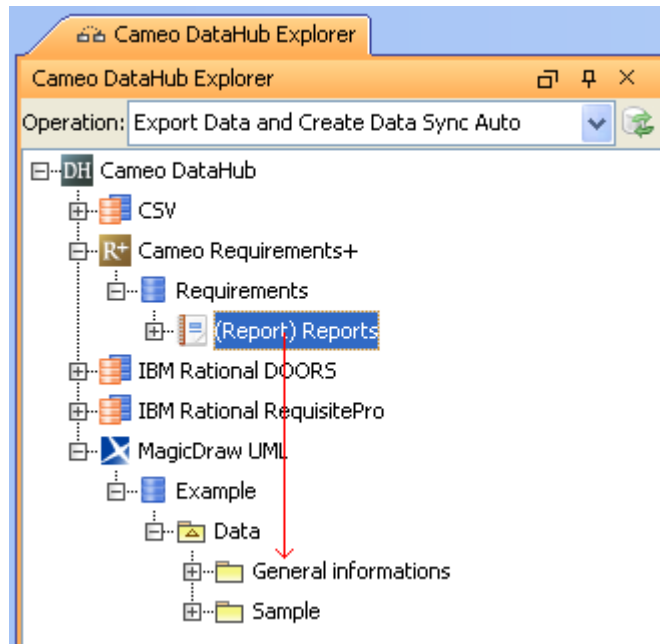 Cameo DataHub Explorer
Cameo DataHub Explorer
Operation: Export Data and Create Data Sync Auto
DH Cameo DataHub
CSV
R+ Cameo Requirements+
Requirements
(Report) Reports
IBM Rational DOORS
IBM Rational RequisitePro
MagicDraw UML
Example
Data
General informations
Sample